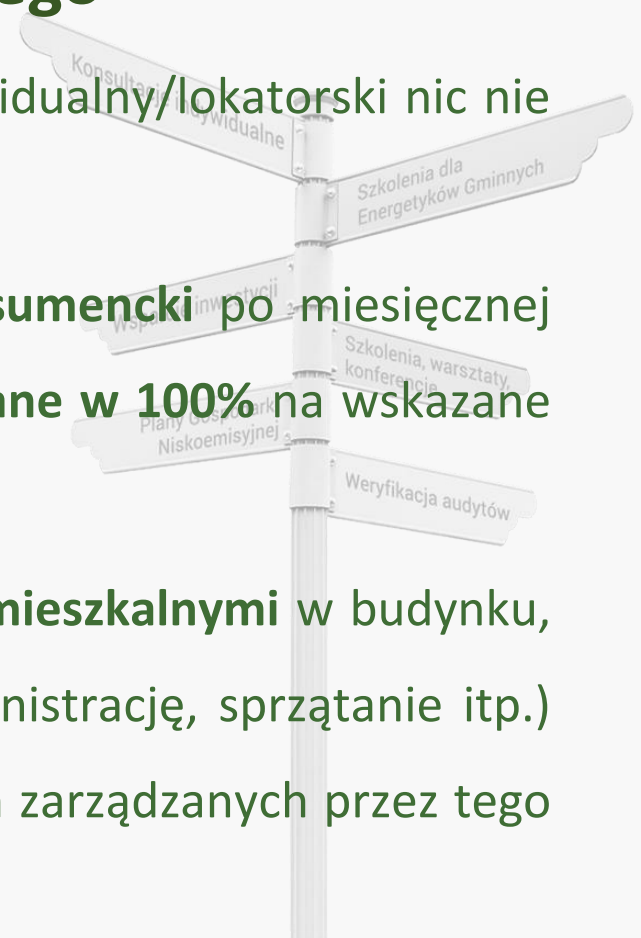 ego
Konsultacje indywidualne
idualny/lokatorski nic nie
Szkolenia dla
Energetyków Gminnych
Wsparcie inwestycji
sumencki po miesięcznej
Szkolenia, warsztaty,
konferencje
ne w 100% na wskazane
Plany Gospodark
Niskoemisyjnej
Weryfikacja audytów
mieszkalnymi w budynku,
nistrację, sprzątanie itp.)
zarządzanych przez tego